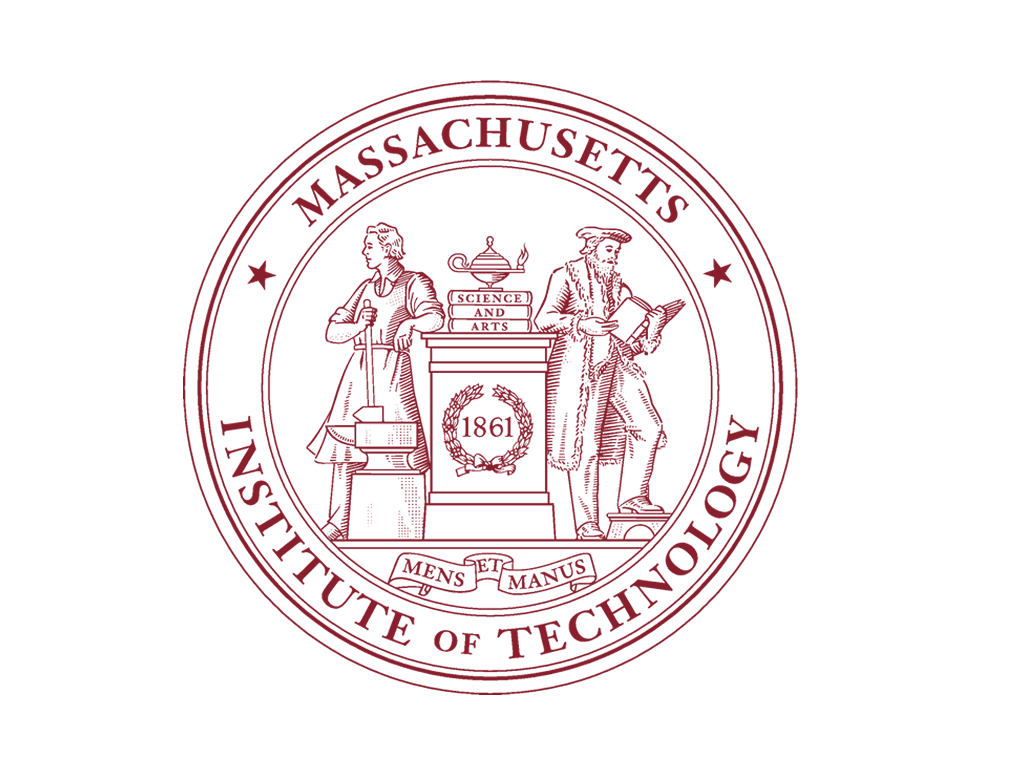 MASSACHUSETTS
INSTITUTE OF TECHNOLOGY
SCIENCE
AND
ARTS
1861
MENS ET MANUS